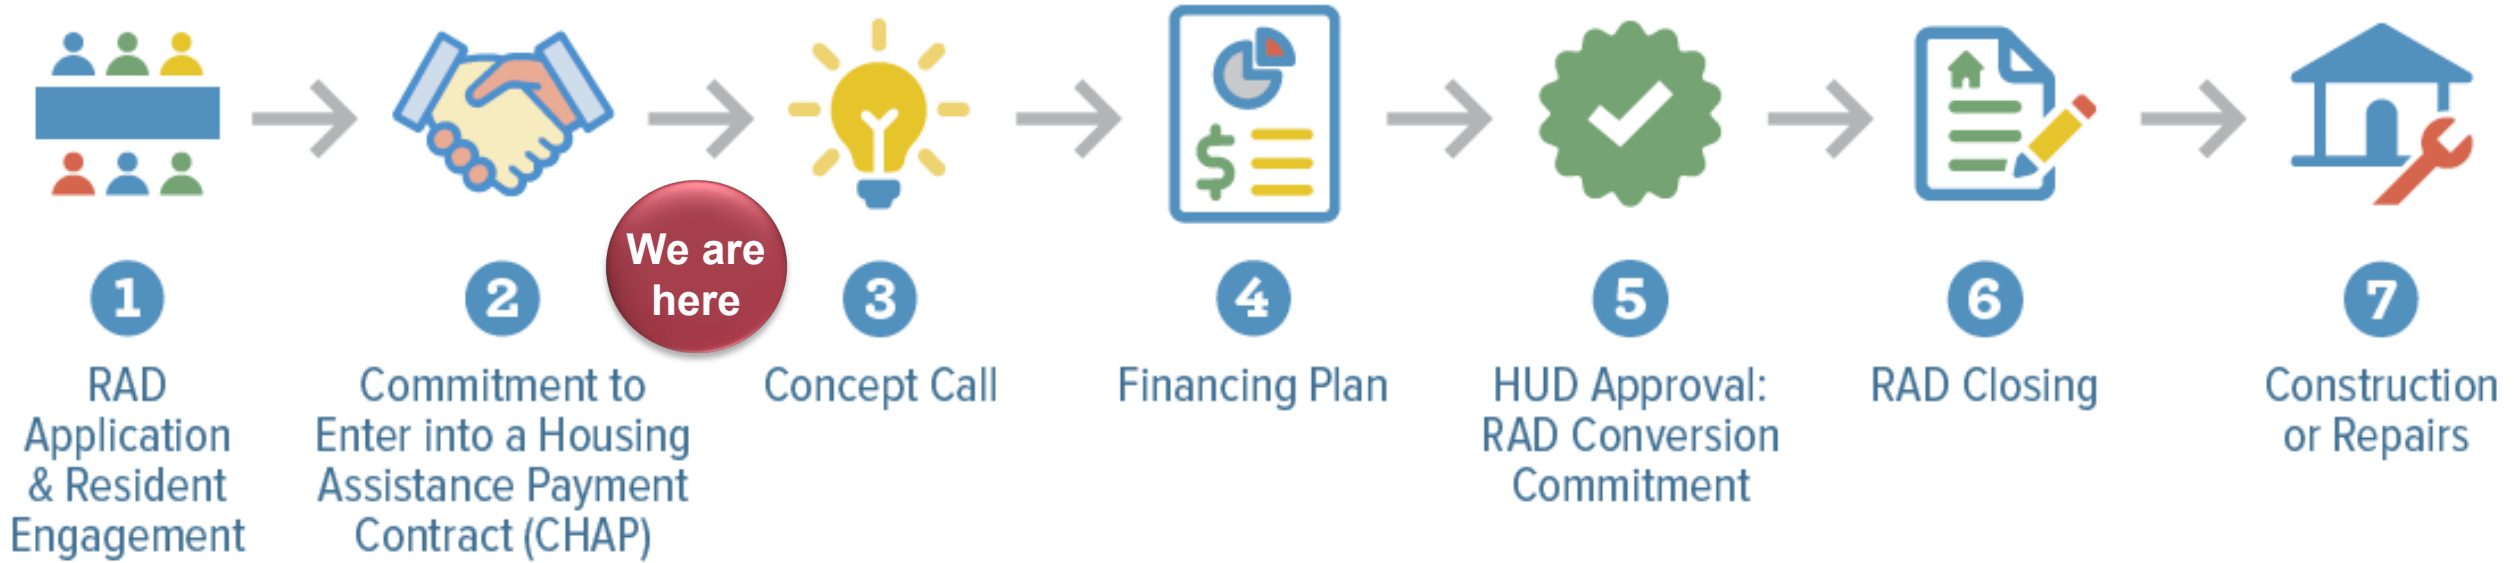 We are
here
1
RAD
Application
& Resident
Engagement
2
Commitment to
Enter into a Housing
Assistance Payment
Contract (CHAP)
3
Concept Call
$
4
Financing Plan
5
HUD Approval:
RAD Conversion
Commitment
6
RAD Closing
7
Construction
or Repairs